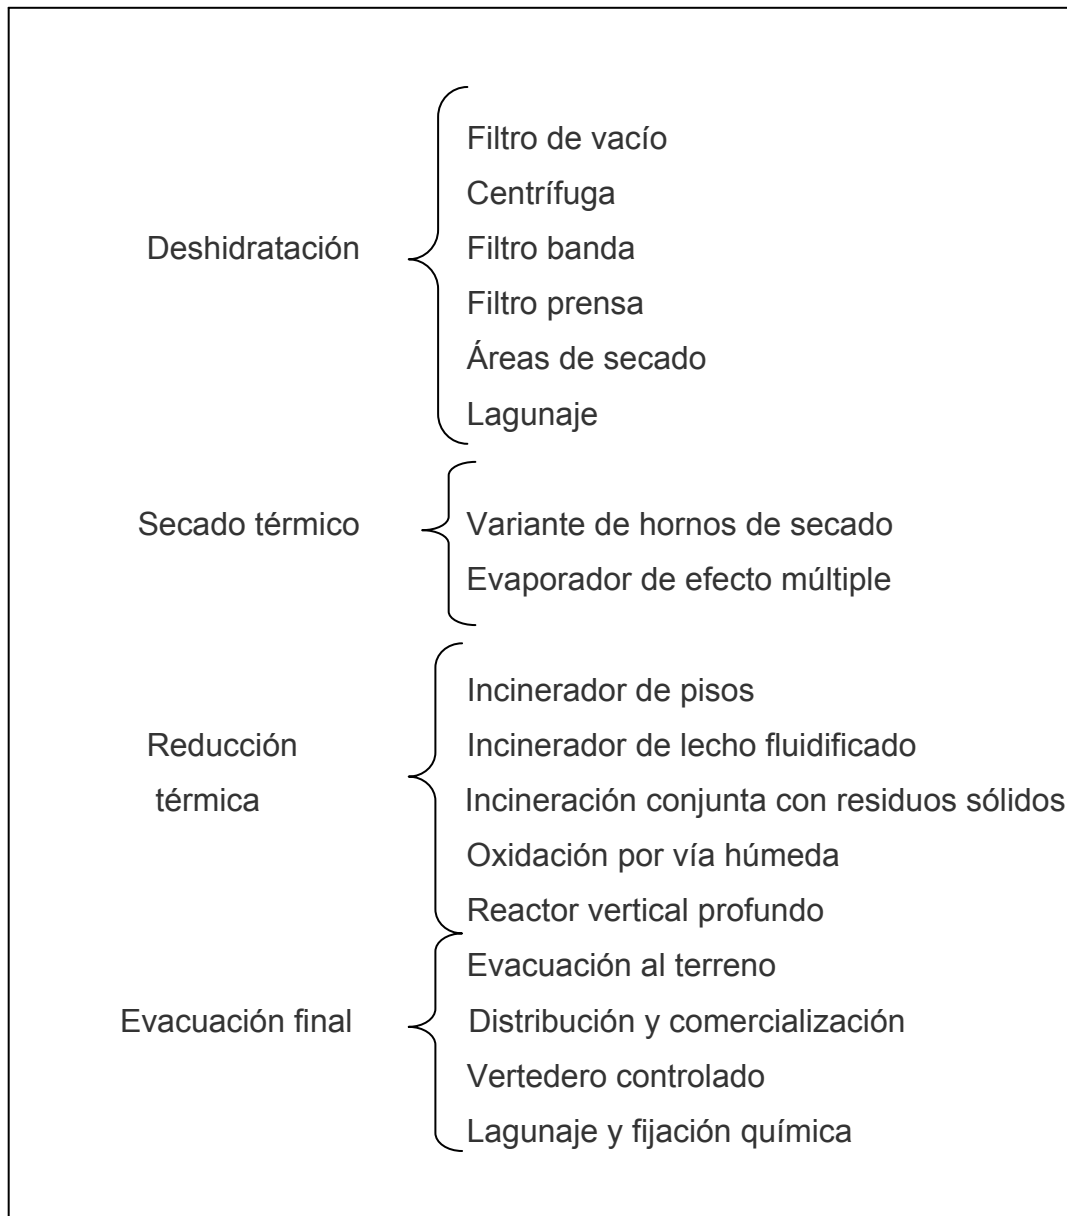 Filtro de vacío
Centrífuga
Deshidratación Filtro banda
Filtro prensa
Áreas de secado
Lagunaje
Secado térmico Variante de hornos de secado
Evaporador de efecto múltiple
Incinerador de pisos
Reducción Incinerador de lecho fluidificado
térmica Incineración conjunta con residuos sólidos
Oxidación por vía húmeda
Reactor vertical profundo
Evacuación al terreno
Evacuación final Distribución y comercialización
Vertedero controlado
Lagunaje y fijación química